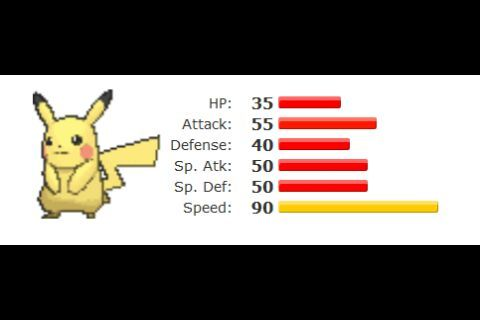 HP: 35
Attack: 55
Defense: 40
Sp. Atk: 50
Sp. Def: 50
Speed: 90